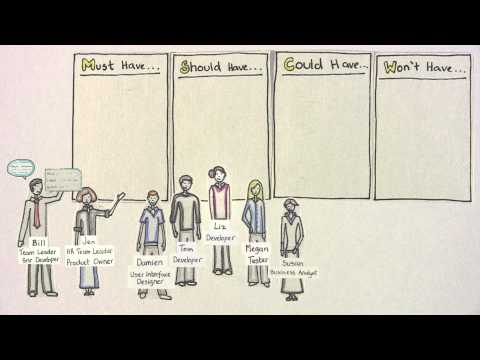 Must Have...
Should Have...
Could Have...
Won't Have...
Bill
Team Leader
Snr Developer
Jen
HR Team Leader
Product Owner
Damien
User Interface
Designer
Tom
Developer
Liz
Developer
Megan
Tester
Susan
Business Analyst